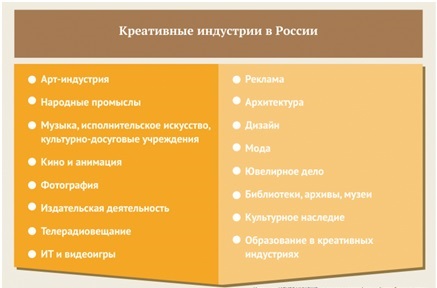 Креативные индустрии в России
Арт-индустрия
Народные промыслы
Музыка, исполнительское искусство,
культурно-досуговые учреждения
Кино и анимация
Фотография
Издательская деятельность
Телерадиовещание
ИТ и видеоигры
Реклама
Архитектура
Дизайн
Мода
Ювелирное дело
Библиотеки, архивы, музеи
Культурное наследие
Образование в креативных
индустриях